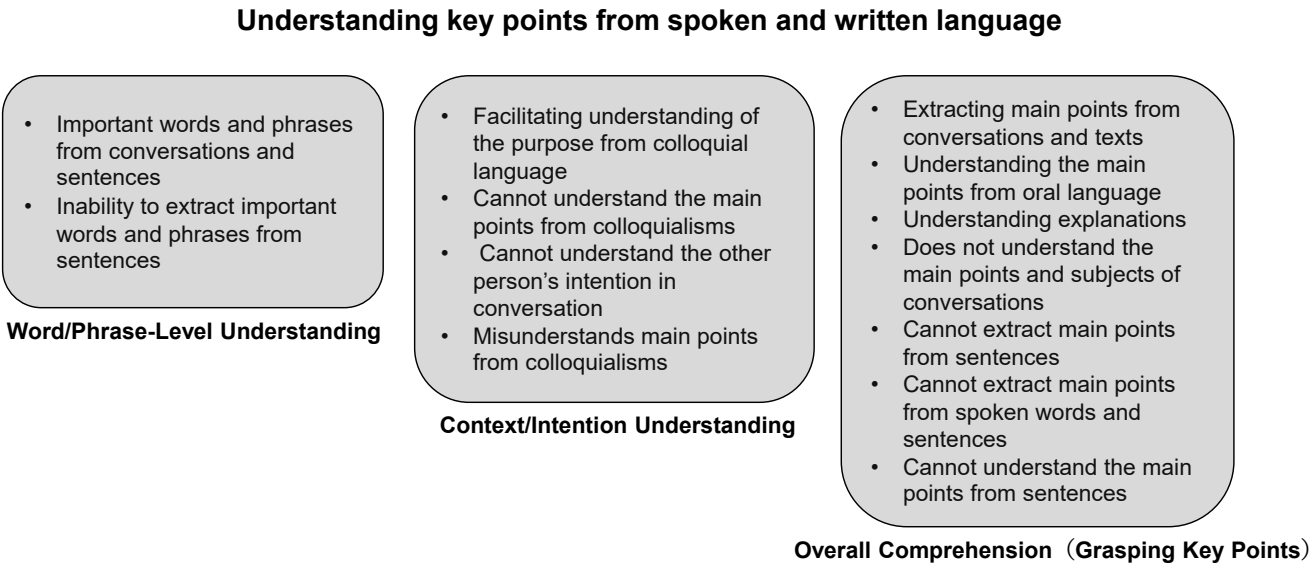 Understanding key points from spoken and written language
• Important words and phrases
from conversations and
sentences
• Inability to extract important
words and phrases from
sentences
Word/Phrase-Level Understanding
• Facilitating understanding of
the purpose from colloquial
language
• Cannot understand the main
points from colloquialisms
• Cannot understand the other
person's intention in
conversation
• Misunderstands main points
from colloquialisms
Context/Intention Understanding
• Extracting main points from
conversations and texts
• Understanding the main
points from oral language
• Understanding explanations
• Does not understand the
main points and subjects of
conversations
• Cannot extract main points
from sentences
• Cannot extract main points
from spoken words and
sentences
• Cannot understand the main
points from sentences
Overall Comprehension（Grasping Key Points）